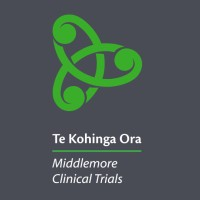 Te Kohinga Ora
Middlemore
Clinical Trials